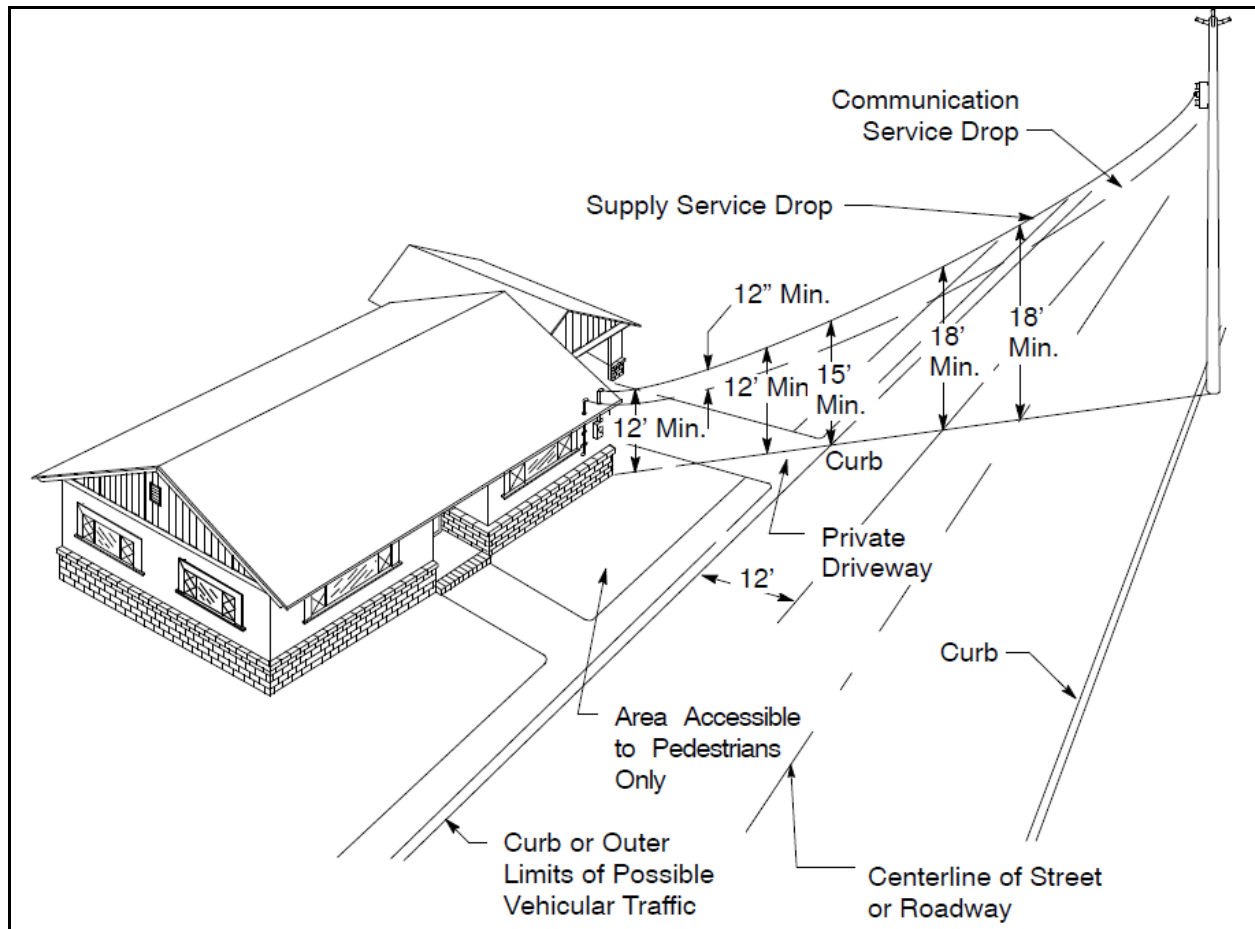 Communication
Service Drop
Supply Service Drop
12” Min.
12’ Min.
12’ Min
15’
Min.
18’
Min.
18’
Min.
Curb
Private
Driveway
12’
Curb
Area Accessible
to Pedestrians
Only
Curb or Outer
Limits of Possible
Vehicular Traffic
Centerline of Street
or Roadway